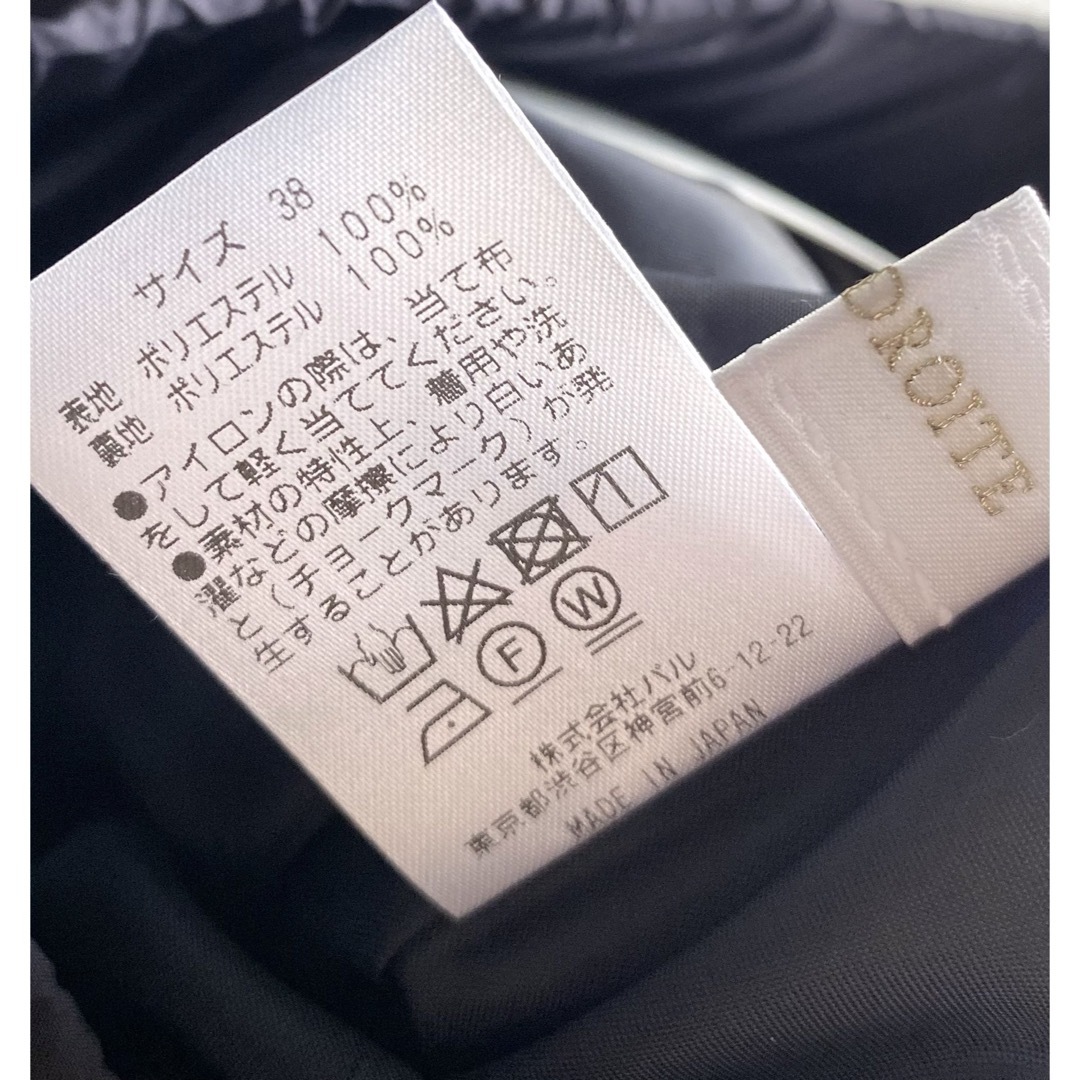 サイズ 38
表地 ポリエステル 100%
裏地 ポリエステル 100%
●アイロンの際は、当て布
をして軽く当ててください。
●素材の特性上、着用や洗
濯などの摩擦により白いあ
と(チョークマーク)が発
生することがあります。
F W
株式会社パル
東京都渋谷区神宮前6-12-22
MADE IN JAPAN
DROITE